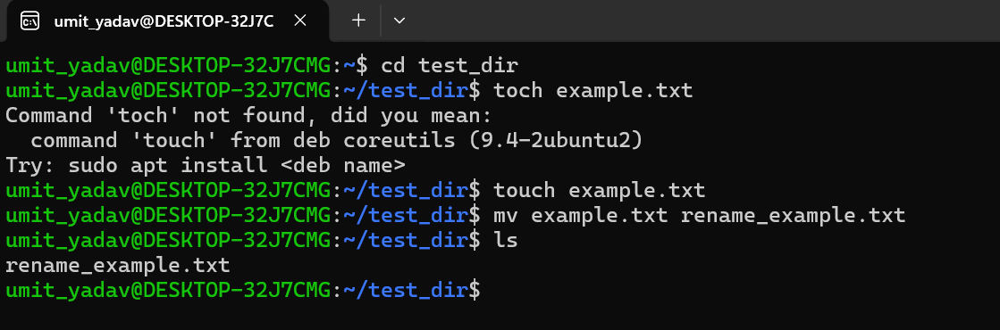 umit_yadav@DESKTOP-32J7C
umit_yadav@DESKTOP-32J7CMG:~$ cd test_dir
umit_yadav@DESKTOP-32J7CMG:~/test_dir$ toch example.txt
Command 'toch' not found, did you mean:
  command 'touch' from deb coreutils (9.4-2ubuntu2)
Try: sudo apt install <deb name>
umit_yadav@DESKTOP-32J7CMG:~/test_dir$ touch example.txt
umit_yadav@DESKTOP-32J7CMG:~/test_dir$ mv example.txt rename_example.txt
umit_yadav@DESKTOP-32J7CMG:~/test_dir$ ls
rename_example.txt
umit_yadav@DESKTOP-32J7CMG:~/test_dir$